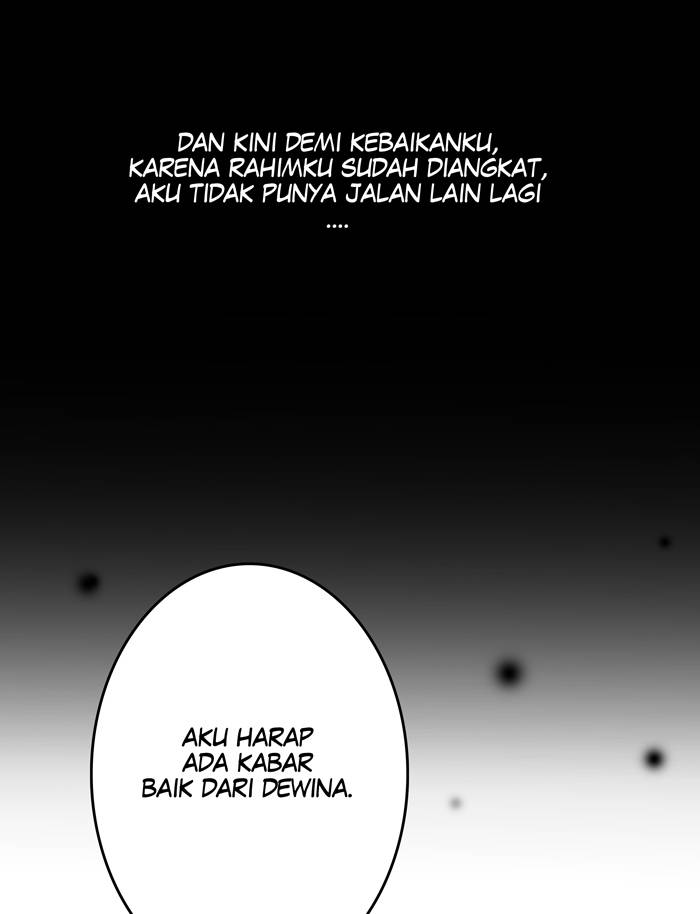 DAN KINI DEMI KEBAIKANKU,
KARENA RAHIMKU SUDAH DIANGKAT,
AKU TIDAK PUNYA JALAN LAIN LAGI
....
AKU HARAP
ADA KABAR
BAIK DARI DEWINA.